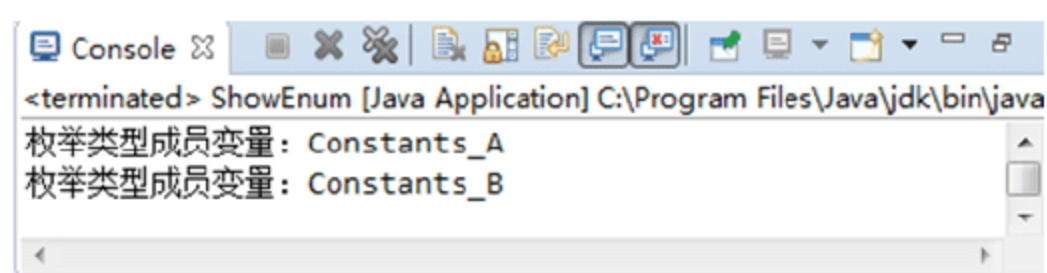 Console
<terminated> ShowEnum [Java Application] C:\Program Files\Java\jdk\bin\java
枚举类型成员变量：Constants_A
枚举类型成员变量：Constants_B